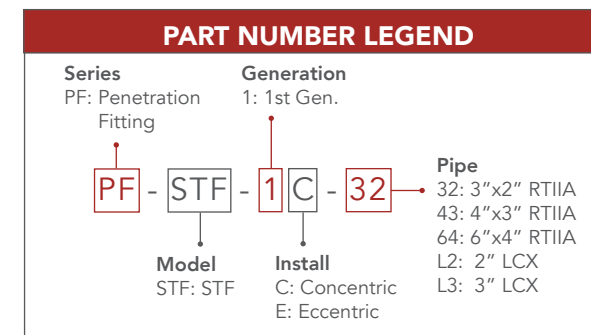 PART NUMBER LEGEND
Series
PF: Penetration
Fitting
Generation
1: 1st Gen.
PF - STF - 1 C - 32
Model
STF: STF
Install
C: Concentric
E: Eccentric
Pipe
32: 3”x2” RTIIA
43: 4”x3” RTIIA
64: 6”x4” RTIIA
L2: 2” LCX
L3: 3” LCX